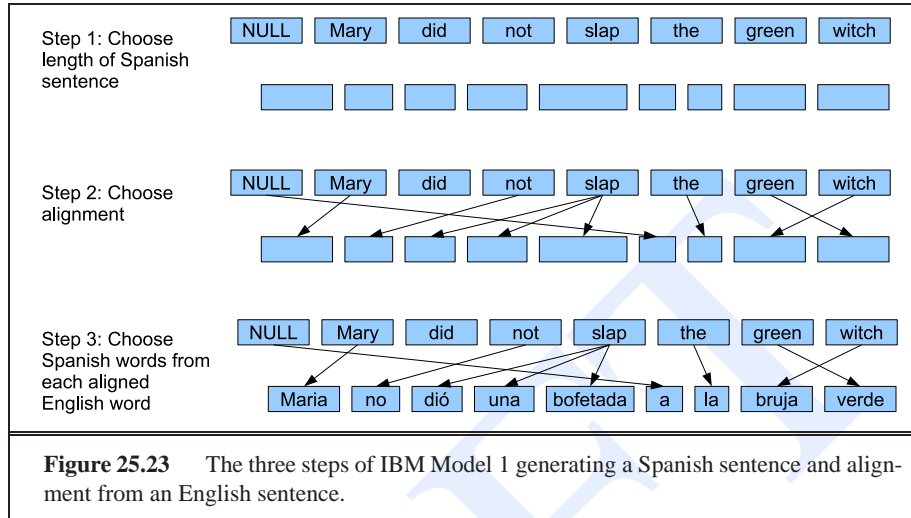 Step 1: Choose
length of Spanish
sentence
NULL Mary did not slap the green witch
Step 2: Choose
alignment
NULL Mary did not slap the green witch
Step 3: Choose
Spanish words from
each aligned
English word
NULL Mary did not slap the green witch
Maria no dió una bofetada a la bruja verde
Figure 25.23 The three steps of IBM Model 1 generating a Spanish sentence and align-
ment from an English sentence.